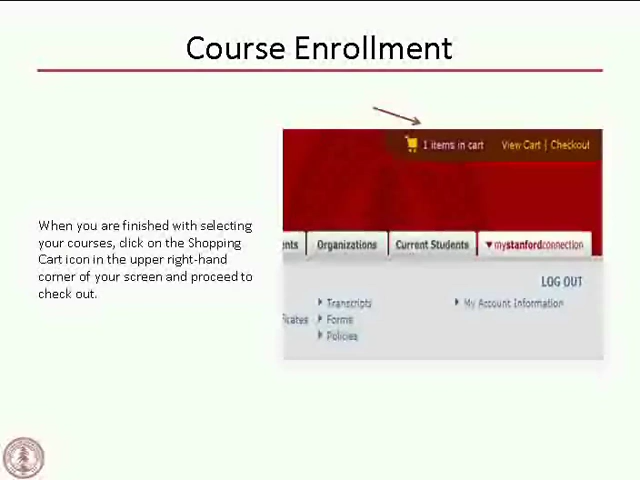 Course Enrollment
1 items in cart View Cart | Checkout
When you are finished with selecting
your courses, click on the Shopping
Cart icon in the upper right-hand
corner of your screen and proceed to
check out.
nts Organizations Current Students mystanfordconnection
LOG OUT
Transcripts My Account Information
ficates Forms
Policies